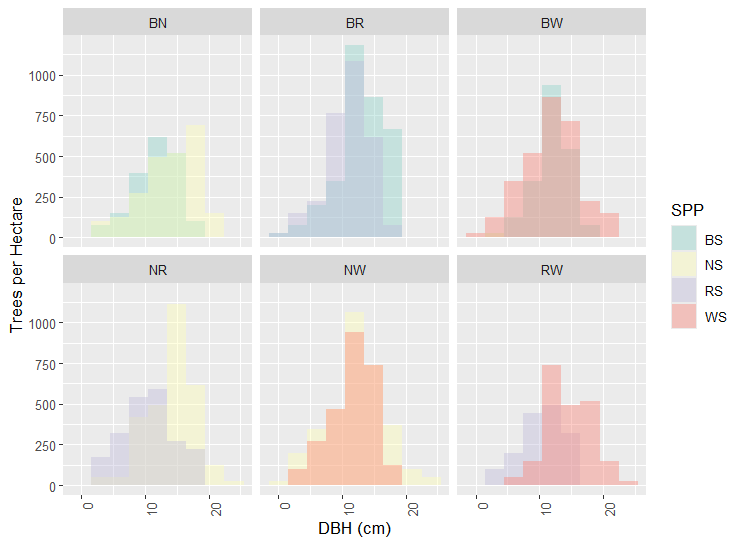 BN BR BW
1000
750
500
250
0
NR NW RW
1000
750
500
250
0
0 10 20 0 10 20 0 10 20
DBH (cm)
Trees per Hectare
SPP
BS
NS
RS
WS